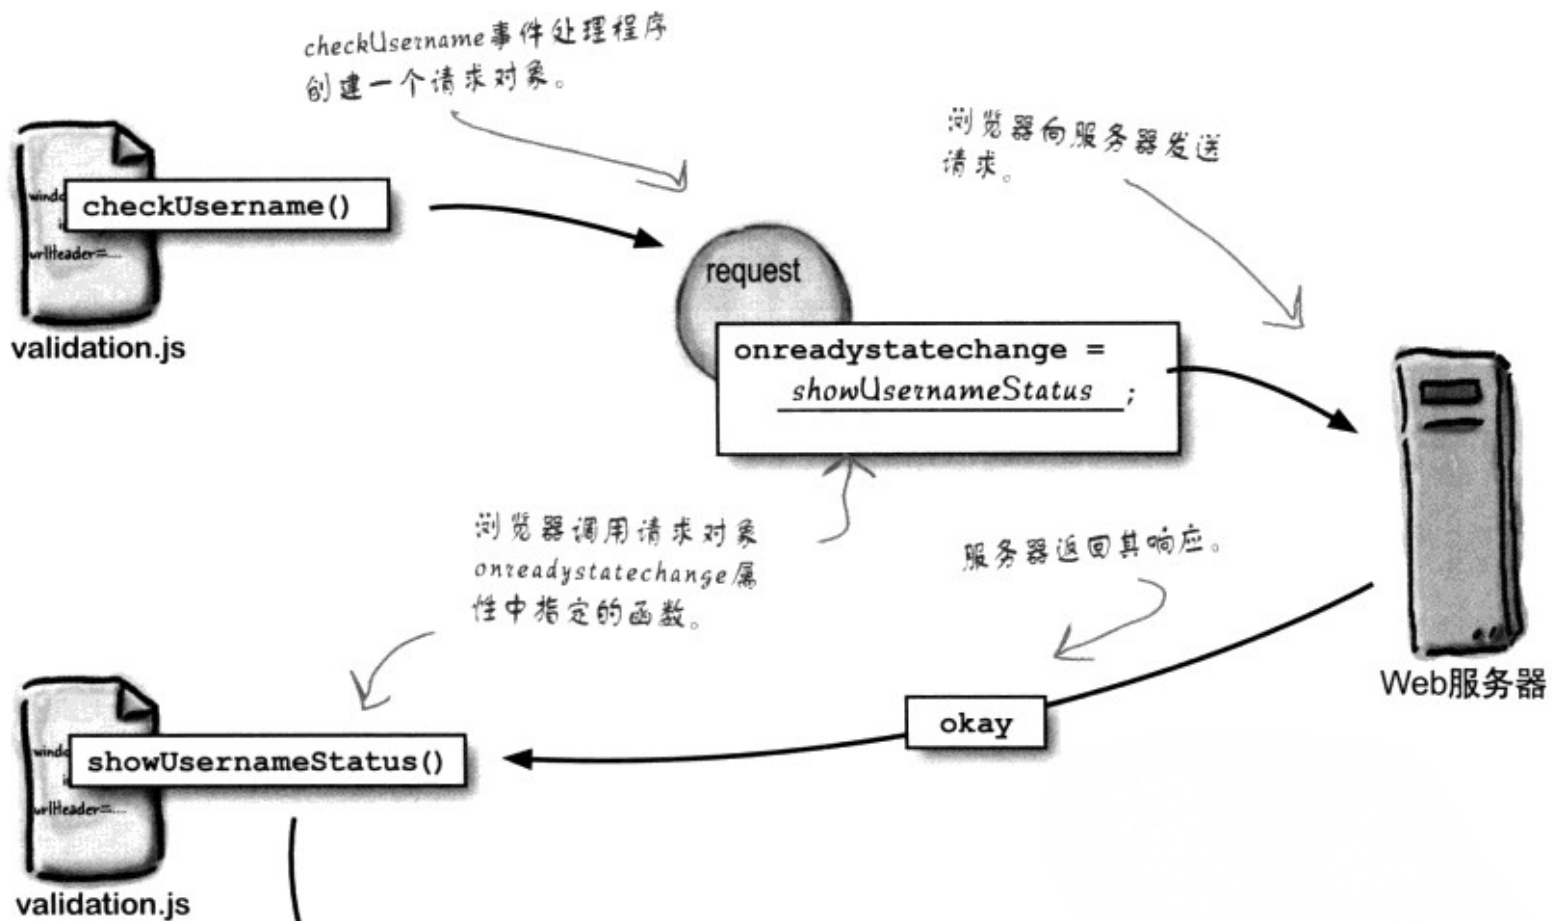 checkUsername事件处理程序
创建一个请求对象。
浏览器向服务器发送
请求。
checkUsername()
urlHeader=...
validation.js
request
onreadystatechange =
showUsernameStatus ;
浏览器调用请求对象
onreadystatechange属
性中指定的函数。
服务器返回其响应。
Web服务器
okay
showUsernameStatus()
urlHeader=...
validation.js